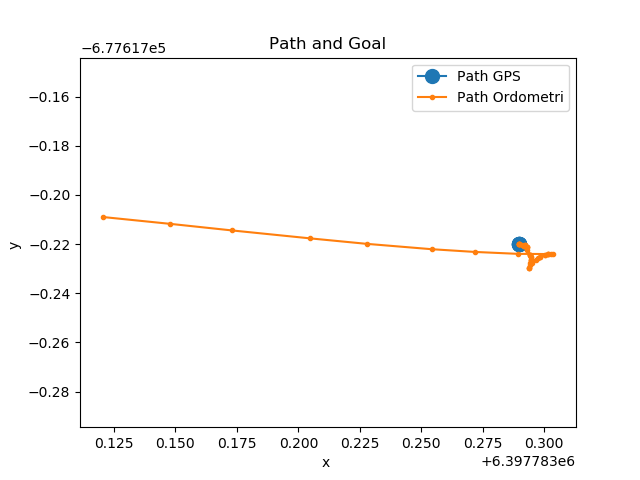 Path and Goal
−6.77617e5
Path GPS
Path Ordometri
−0.16
−0.18
−0.20
−0.22
−0.24
−0.26
−0.28
y
0.125 0.150 0.175 0.200 0.225 0.250 0.275 0.300
x
+6.397783e6